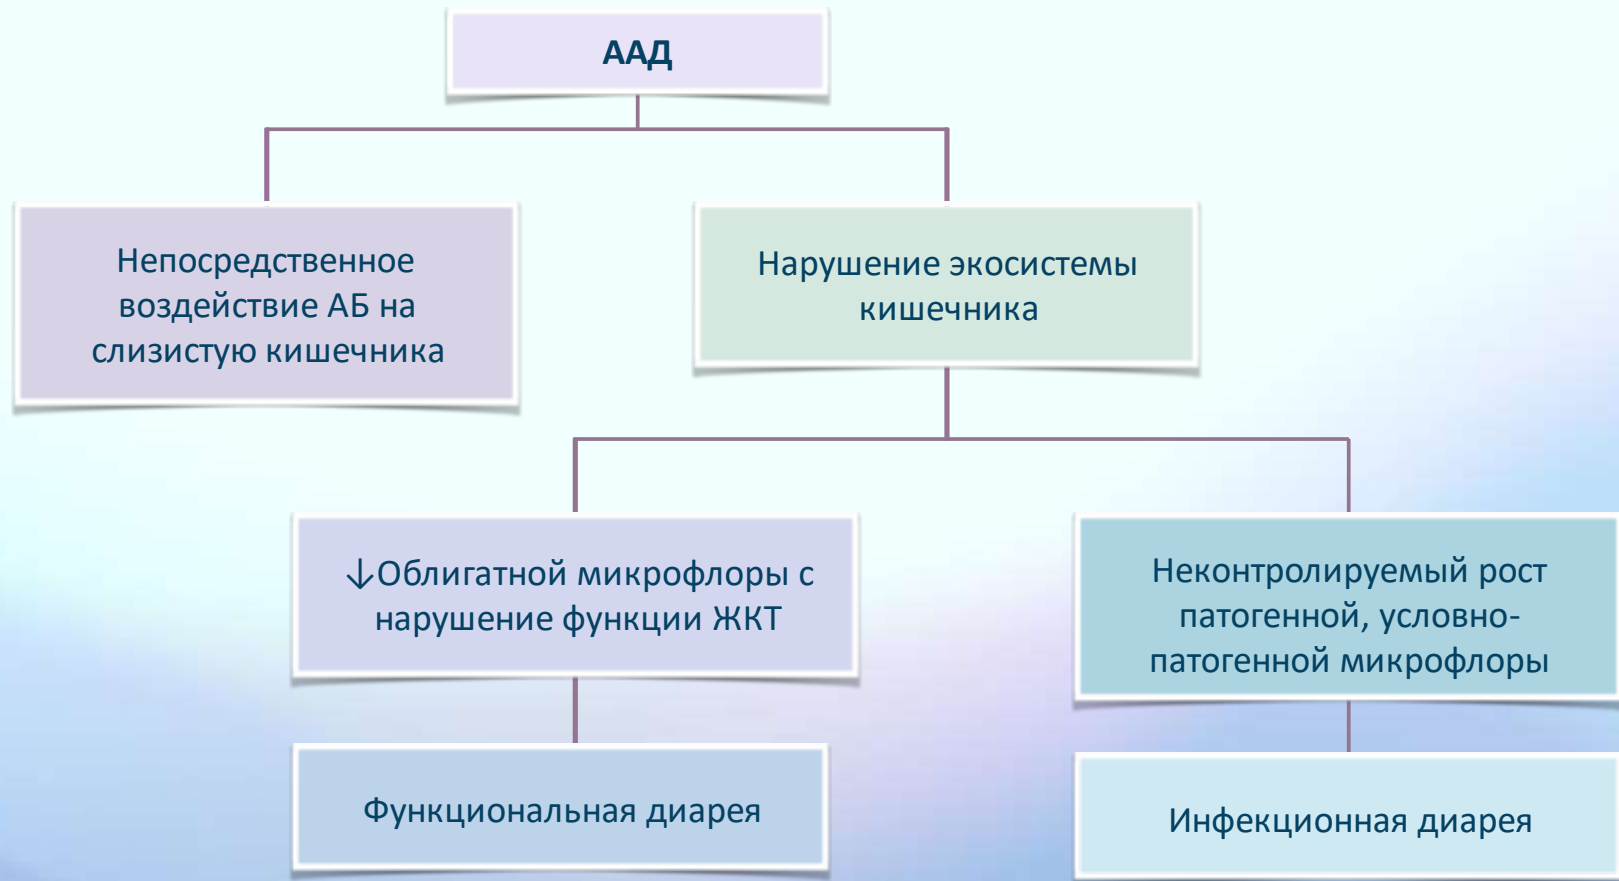 ААД
Непосредственное
воздействие АБ на
слизистую кишечника
Нарушение экосистемы
кишечника
↓Облигатной микрофлоры с
нарушение функции ЖКТ
Неконтролируемый рост
патогенной, условно-
патогенной микрофлоры
Функциональная диарея
Инфекционная диарея